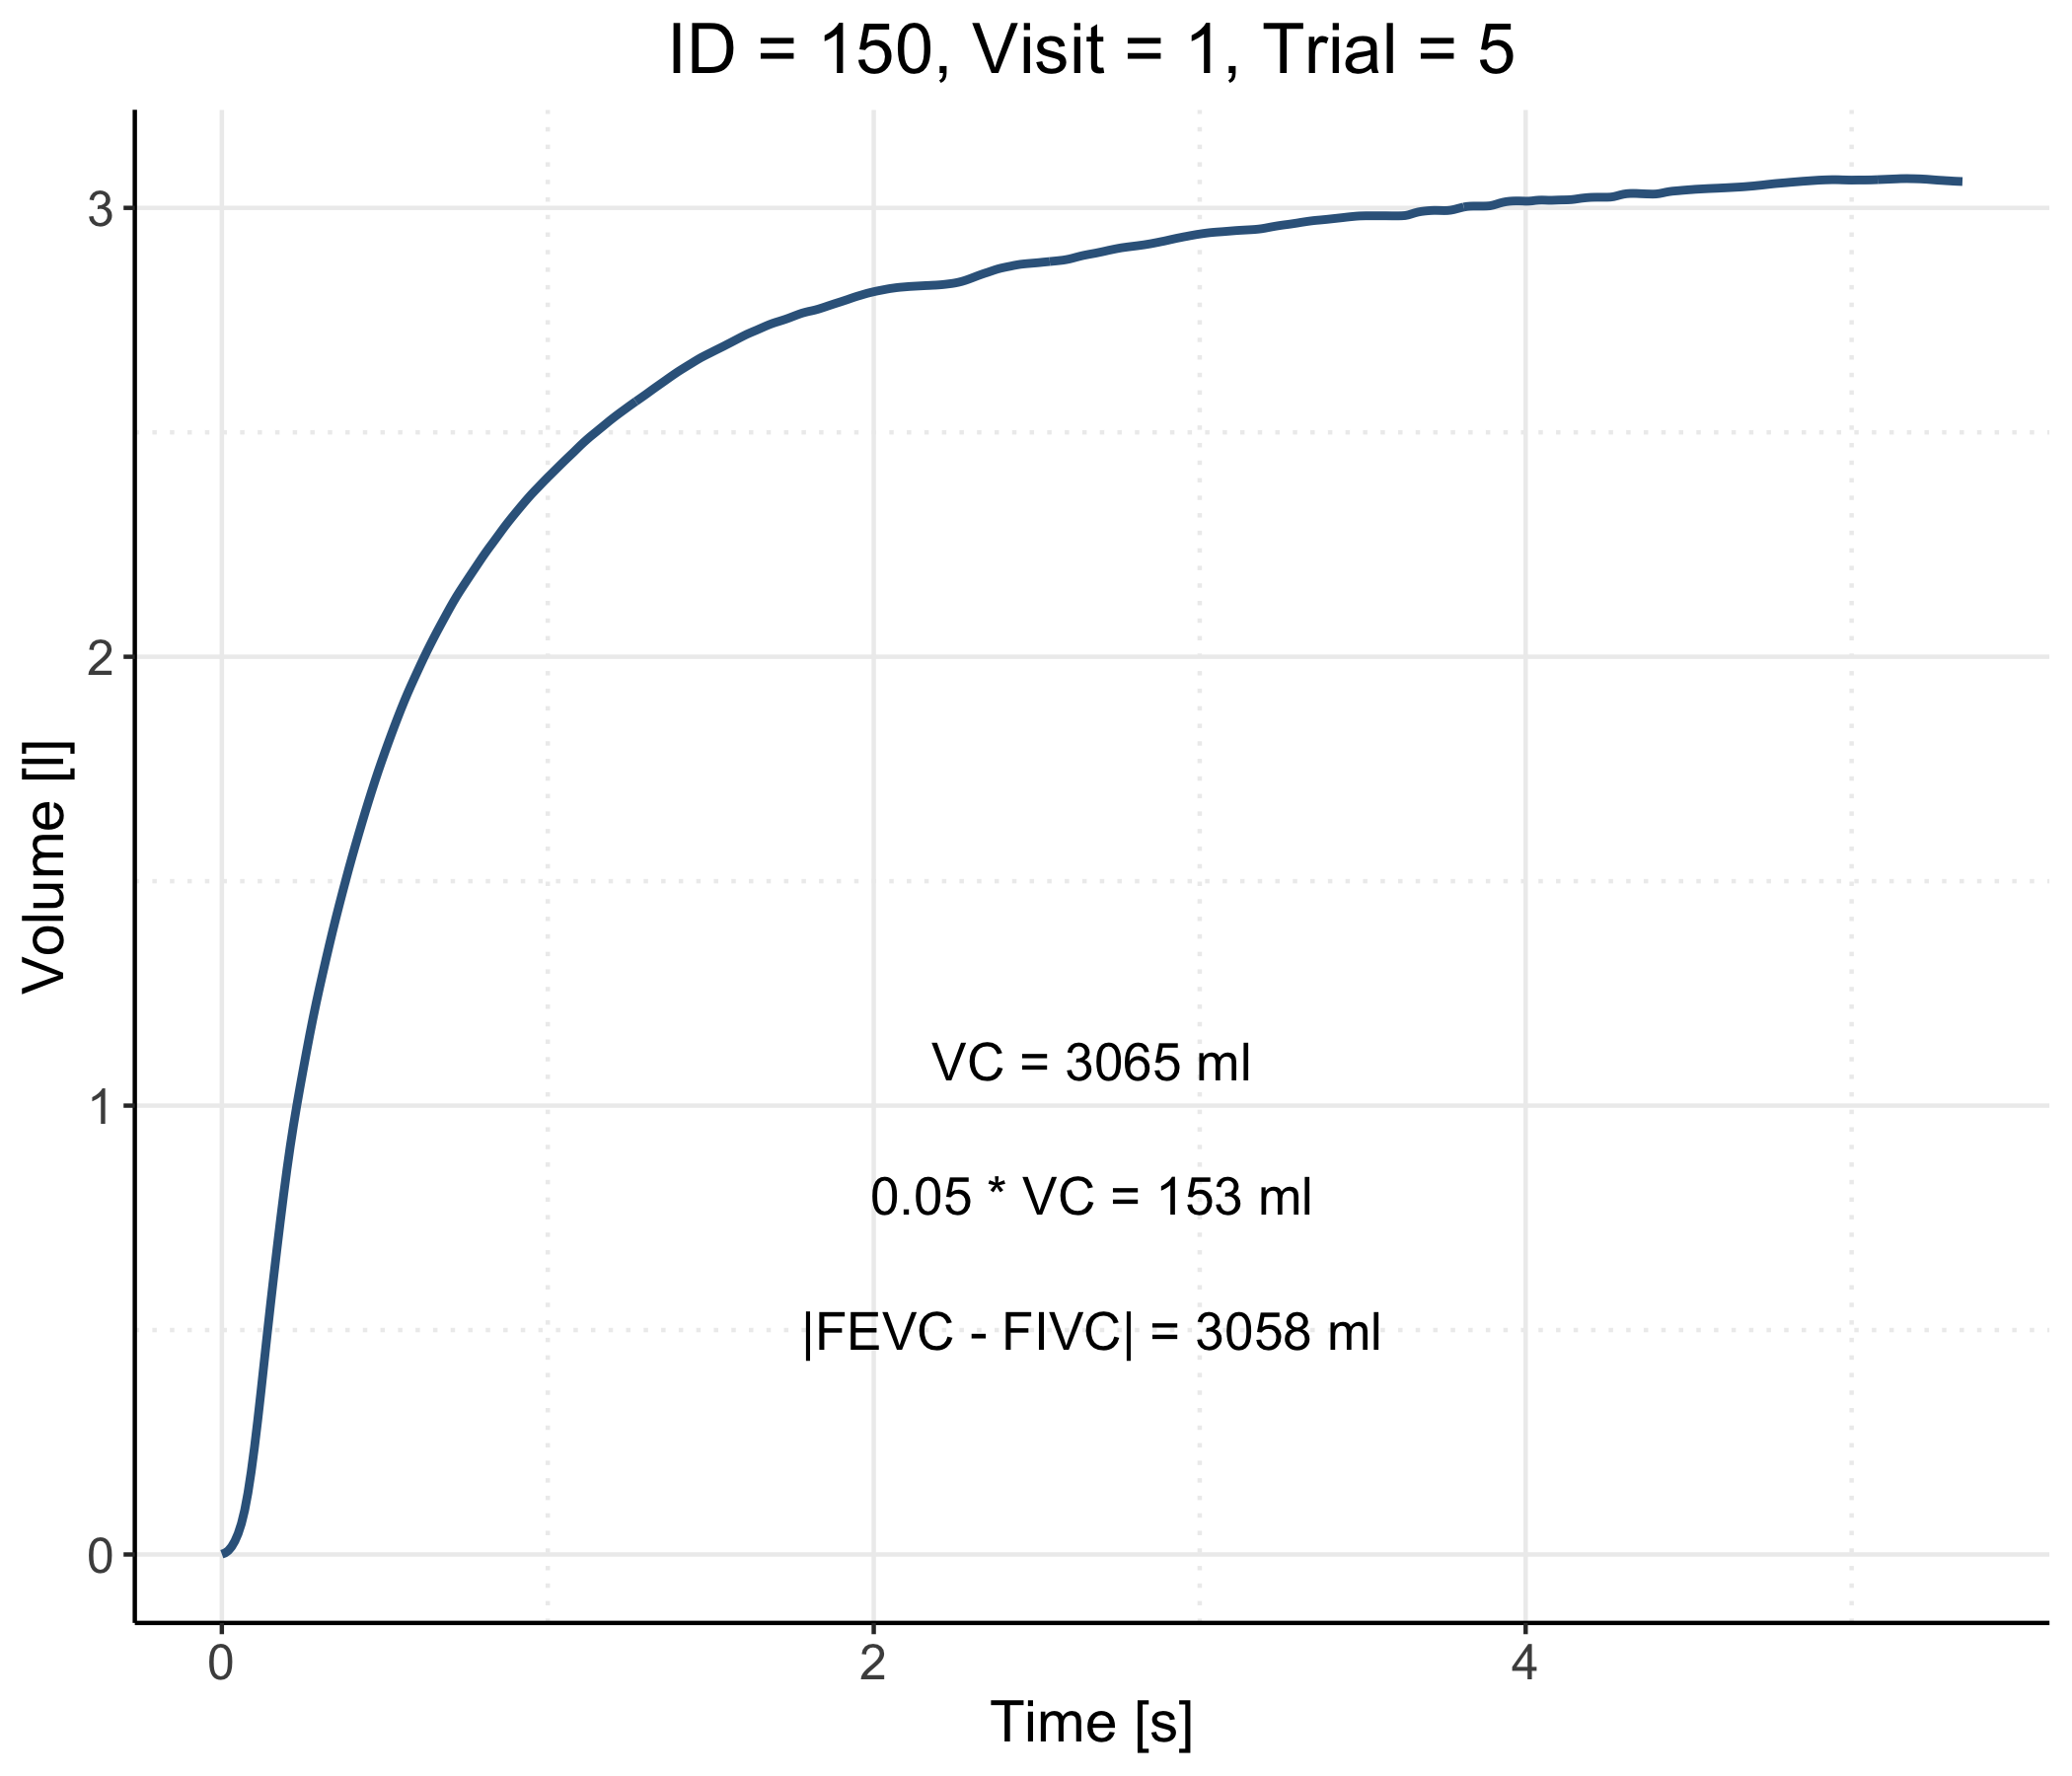 ID = 150, Visit = 1, Trial = 5
3
2
1
0
Volume [l]
VC = 3065 ml
0.05 * VC = 153 ml
|FEVC - FIVC| = 3058 ml
0 2 4
Time [s]